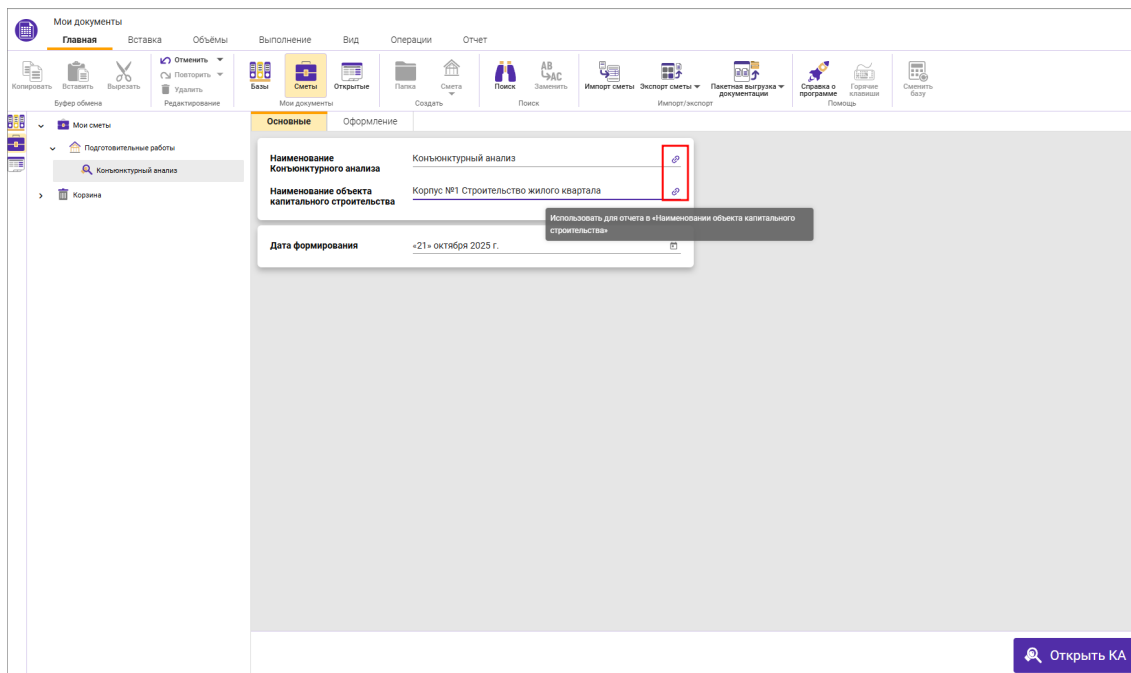 Мои документы
Главная Вставка Объёмы Выполнение Вид Операции Отчет
Копировать Вставить Вырезать
Буфер обмена
Отменить
Повторить
Удалить
Редактирование
Базы Сметы Открытые
Мои документы
Папка Смета
Создать
AB
AC
Поиск Заменить
Поиск
Импорт сметы Экспорт сметы Пакетная выгрузка
документации
Импорт/экспорт
Справка о
программе
Горячие
клавиши
Помощь
Сменить
базу
Мои сметы
Подготовительные работы
Конъюнктурный анализ
Корзина
Основные Оформление
Наименование
Конъюнктурного анализа
Конъюнктурный анализ
Наименование объекта
капитального строительства
Корпус №1 Строительство жилого квартала
Использовать для отчета в «Наименовании объекта капитального
строительства»
Дата формирования «21» октября 2025 г.
Открыть КА